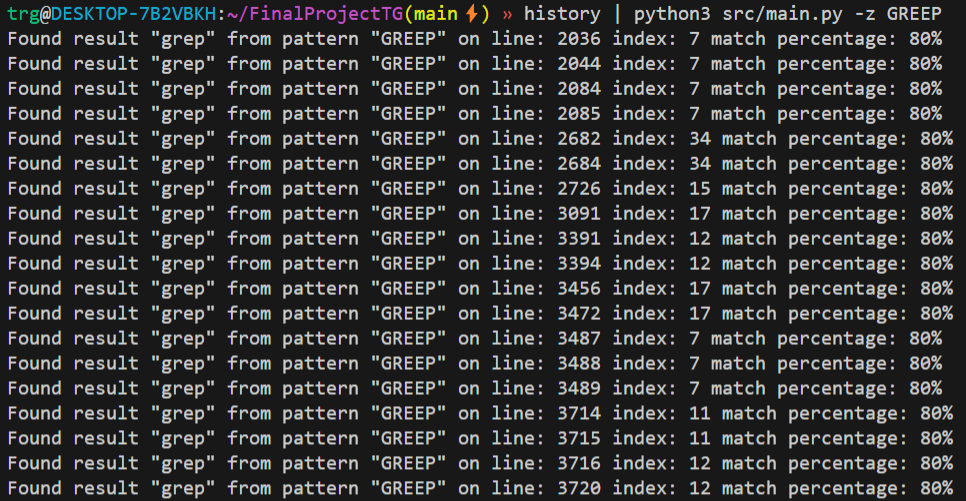 trg@DESKTOP-7B2VBKH:~/FinalProjectTG(main⚡) » history | python3 src/main.py -z GREEP
Found result "grep" from pattern "GREEP" on line: 2036 index: 7 match percentage: 80%
Found result "grep" from pattern "GREEP" on line: 2044 index: 7 match percentage: 80%
Found result "grep" from pattern "GREEP" on line: 2084 index: 7 match percentage: 80%
Found result "grep" from pattern "GREEP" on line: 2085 index: 7 match percentage: 80%
Found result "grep" from pattern "GREEP" on line: 2682 index: 34 match percentage: 80%
Found result "grep" from pattern "GREEP" on line: 2684 index: 34 match percentage: 80%
Found result "grep" from pattern "GREEP" on line: 2726 index: 15 match percentage: 80%
Found result "grep" from pattern "GREEP" on line: 3091 index: 17 match percentage: 80%
Found result "grep" from pattern "GREEP" on line: 3391 index: 12 match percentage: 80%
Found result "grep" from pattern "GREEP" on line: 3394 index: 12 match percentage: 80%
Found result "grep" from pattern "GREEP" on line: 3456 index: 17 match percentage: 80%
Found result "grep" from pattern "GREEP" on line: 3472 index: 17 match percentage: 80%
Found result "grep" from pattern "GREEP" on line: 3487 index: 7 match percentage: 80%
Found result "grep" from pattern "GREEP" on line: 3488 index: 7 match percentage: 80%
Found result "grep" from pattern "GREEP" on line: 3489 index: 7 match percentage: 80%
Found result "grep" from pattern "GREEP" on line: 3714 index: 11 match percentage: 80%
Found result "grep" from pattern "GREEP" on line: 3715 index: 11 match percentage: 80%
Found result "grep" from pattern "GREEP" on line: 3716 index: 12 match percentage: 80%
Found result "grep" from pattern "GREEP" on line: 3720 index: 12 match percentage: 80%